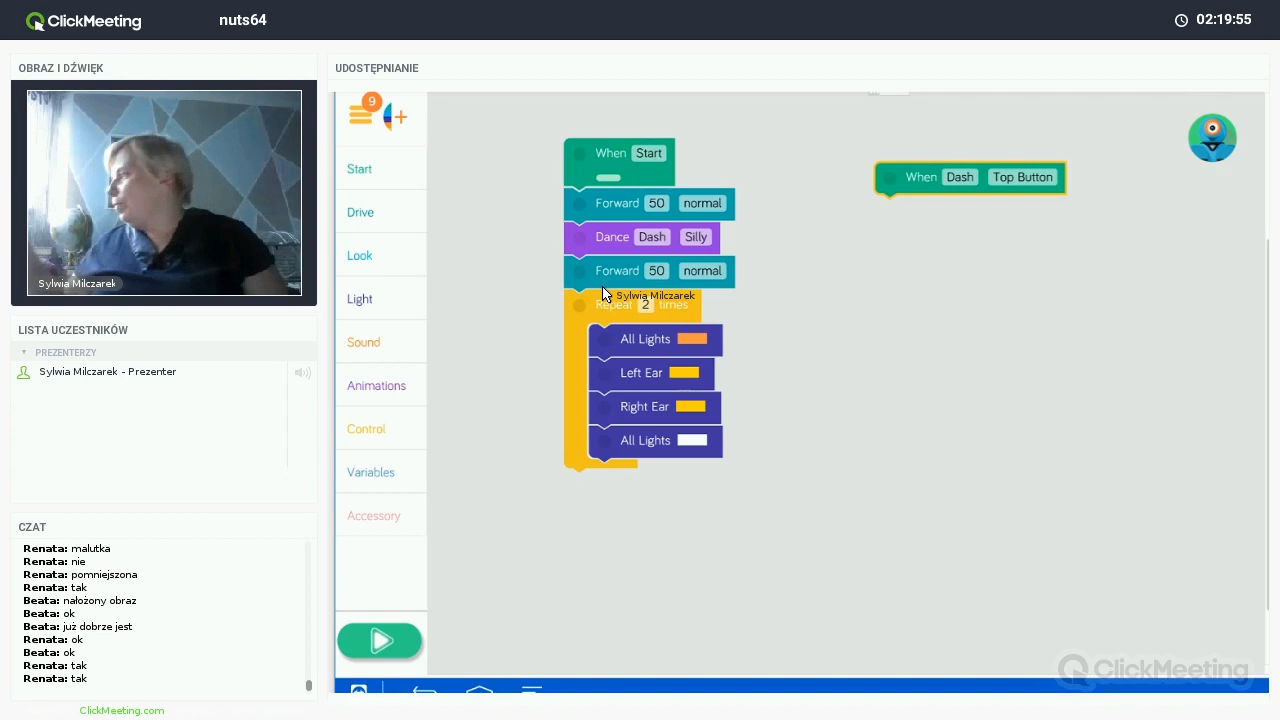 ClickMeeting
nuts64
02:19:55
OBRAZ I DŹWIĘK
Sylwia Milczarek
LISTA UCZESTNIKÓW
PREZENTERZY
Sylwia Milczarek - Prezenter
CZAT
Renata: malutka
Renata: nie
Renata: pomniejszona
Renata: tak
Beata: nałożony obraz
Beata: ok
Beata: już dobrze jest
Renata: ok
Beata: ok
Renata: tak
Renata: tak
ClickMeeting.com
UDOSTĘPNIANIE
9
Start
Drive
Look
Light
Sound
Animations
Control
Variables
Accessory
When Start
Forward 50 normal
Dance Dash Silly
Forward 50 normal
Sylwia Milczarek
Repeat 2 times
All Lights
Left Ear
Right Ear
All Lights
When Dash Top Button
ClickMeeting